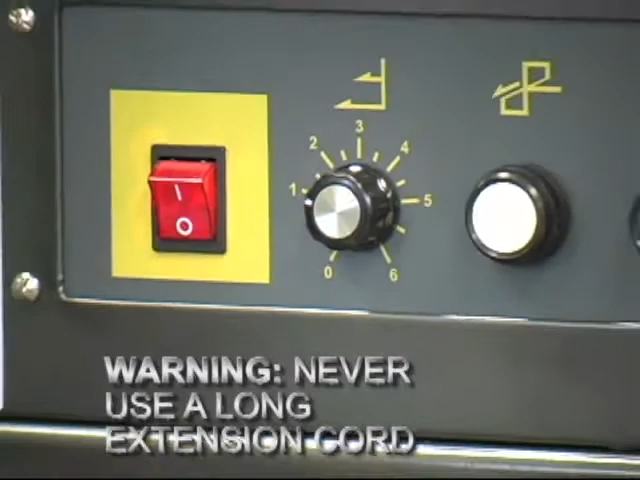 3
2 4
1 5
0 6
WARNING: NEVER
USE A LONG
EXTENSION CORD